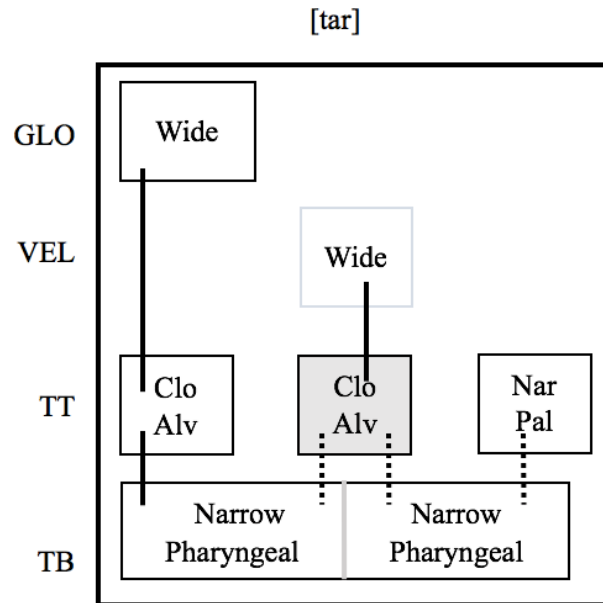 [tar]
GLO
Wide
VEL
Wide
TT
Clo
Alv
Clo
Alv
Nar
Pal
TB
Narrow
Pharyngeal
Narrow
Pharyngeal